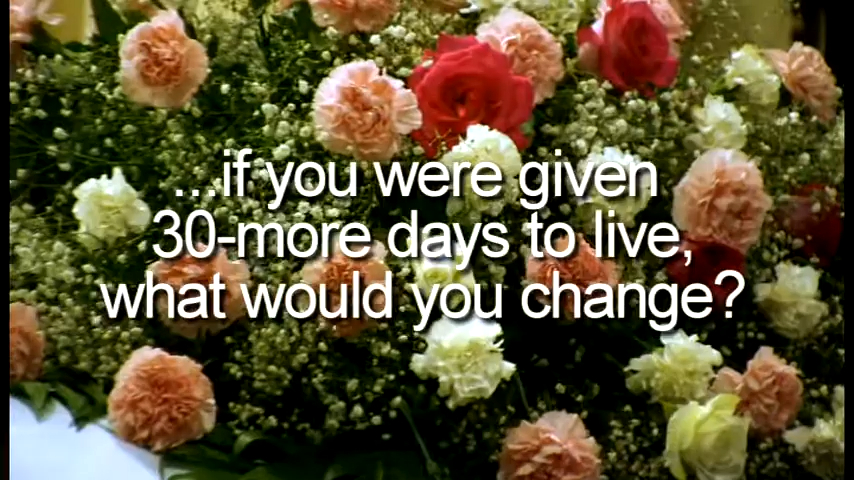 ...if you were given
30-more days to live,
what would you change?